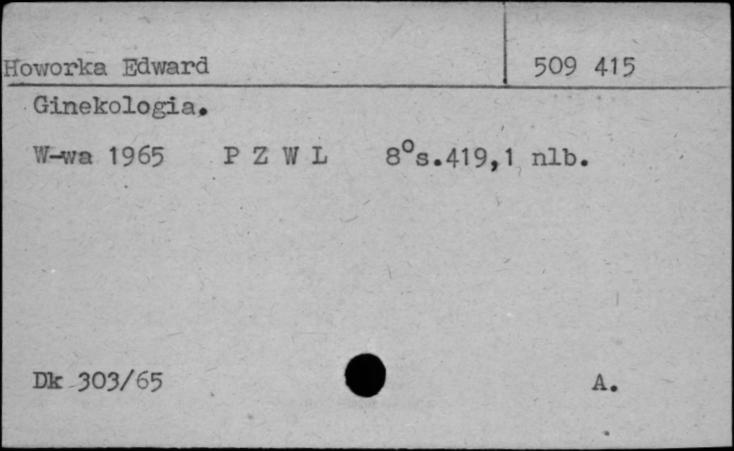 Howorka Edward 509 415
Ginekologia.
W-wa 1965 P Z W L 8°s.419,1 nlb.
Dk 303/65 A.